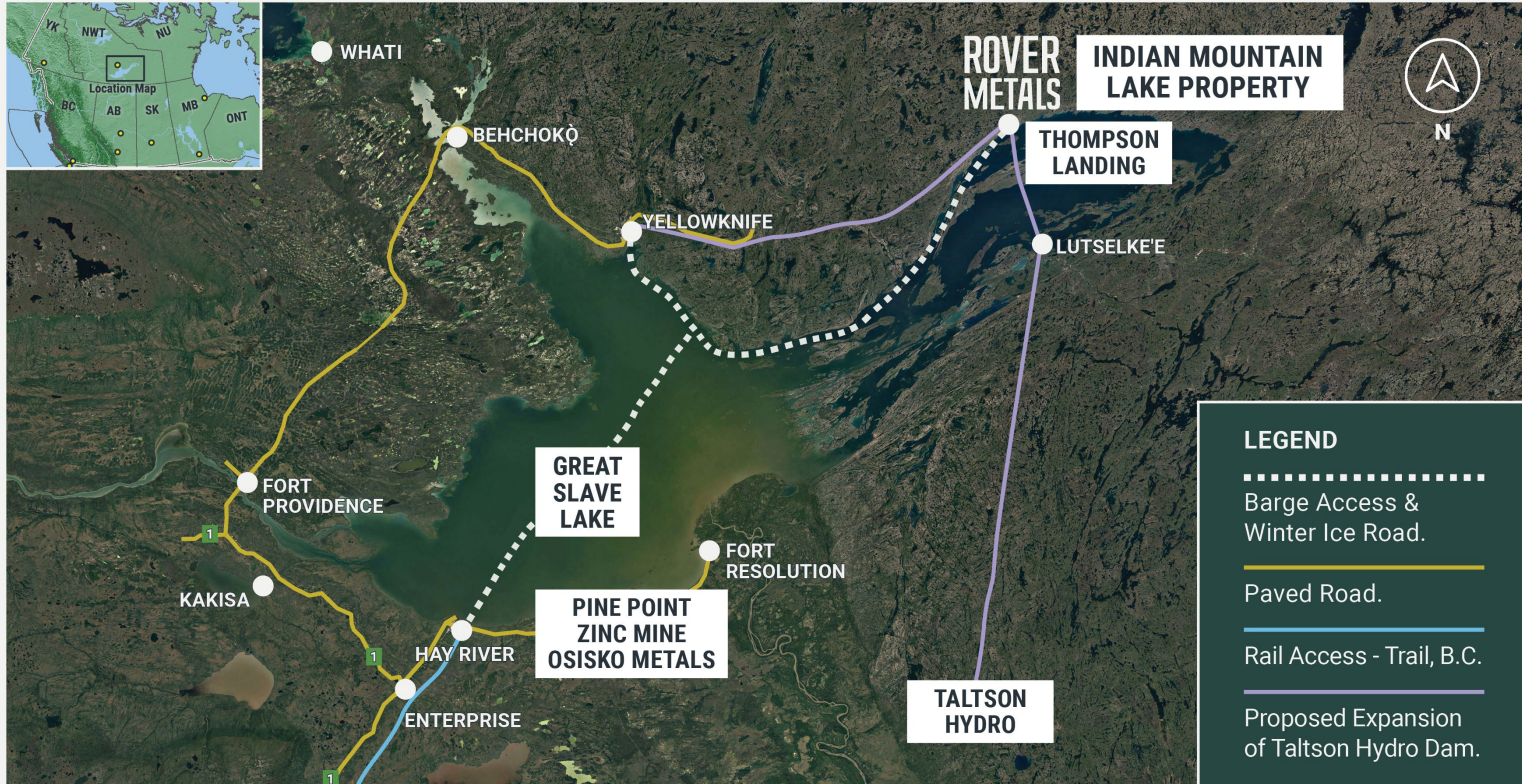 YK
NWT
NU
Location Map
BC
AB
SK
MB
ONT
WHATI
ROVER
METALS
INDIAN MOUNTAIN
LAKE PROPERTY
N
BEHCHOKǪ̀
THOMPSON
LANDING
YELLOWKNIFE
LUTSELKE'E
GREAT
SLAVE
LAKE
FORT
PROVIDENCE
1
FORT
RESOLUTION
KAKISA
PINE POINT
ZINC MINE
OSISKO METALS
HAY RIVER
1
ENTERPRISE
TALTSON
HYDRO
1
LEGEND
Barge Access &
Winter Ice Road.
Paved Road.
Rail Access - Trail, B.C.
Proposed Expansion
of Taltson Hydro Dam.